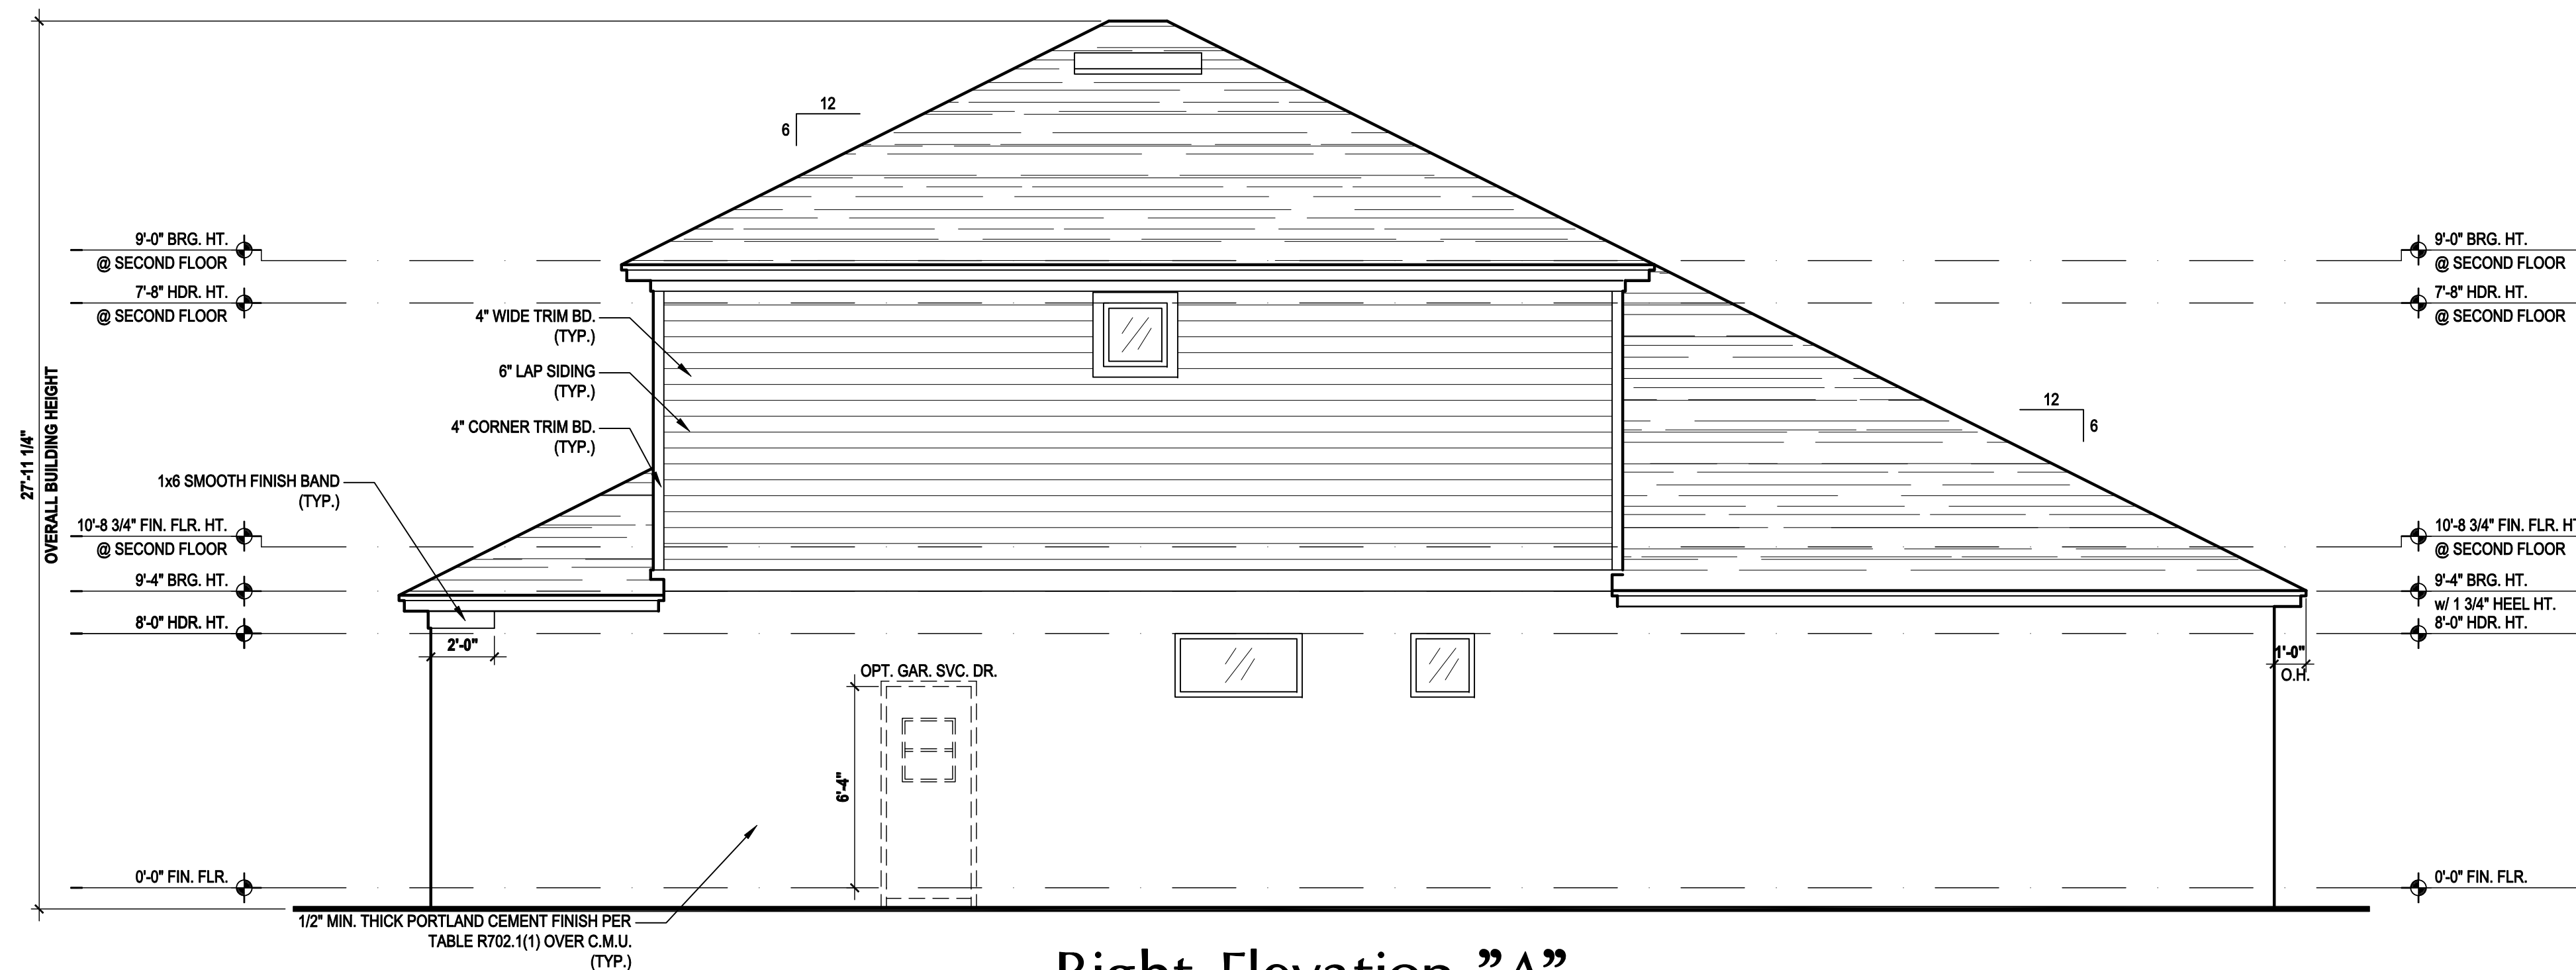 12
6
9'-0" BRG. HT.
@ SECOND FLOOR
7'-8" HDR. HT.
@ SECOND FLOOR
9'-0" BRG. HT.
@ SECOND FLOOR
7'-8" HDR. HT.
@ SECOND FLOOR
4" WIDE TRIM BD.
(TYP.)
6" LAP SIDING
(TYP.)
4" CORNER TRIM BD.
(TYP.)
12
6
27'-11 1/4"
OVERALL BUILDING HEIGHT
1x6 SMOOTH FINISH BAND
(TYP.)
10'-8 3/4" FIN. FLR. HT.
@ SECOND FLOOR
9'-4" BRG. HT.
8'-0" HDR. HT.
10'-8 3/4" FIN. FLR. HT
@ SECOND FLOOR
9'-4" BRG. HT.
w/ 1 3/4" HEEL HT.
8'-0" HDR. HT.
2'-0"
1'-0"
O.H.
OPT. GAR. SVC. DR.
6'-4"
0'-0" FIN. FLR.
0'-0" FIN. FLR.
1/2" MIN. THICK PORTLAND CEMENT FINISH PER
TABLE R702.1(1) OVER C.M.U.
(TYP.)
Right Elevation "A"